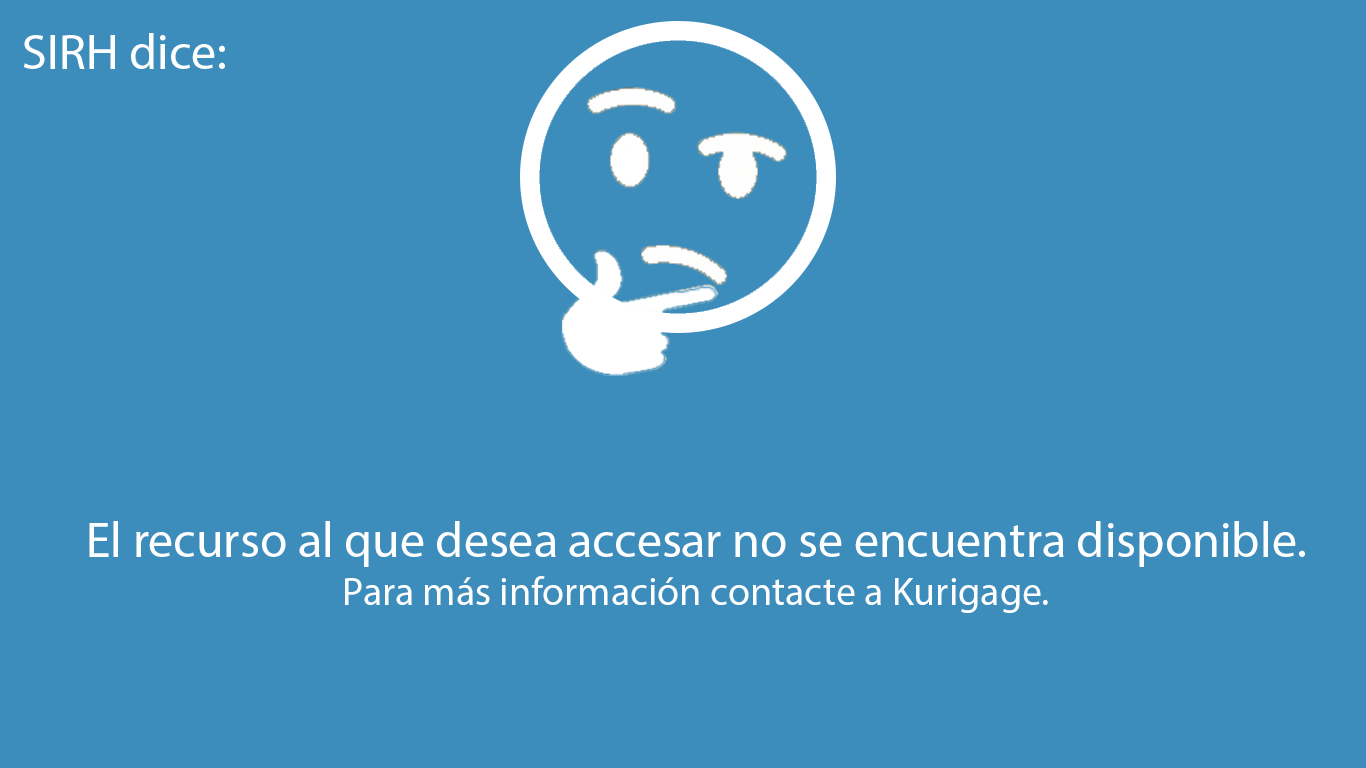 SIRH dice:
El recurso al que desea accesar no se encuentra disponible.
Para más información contacte a Kurigage.